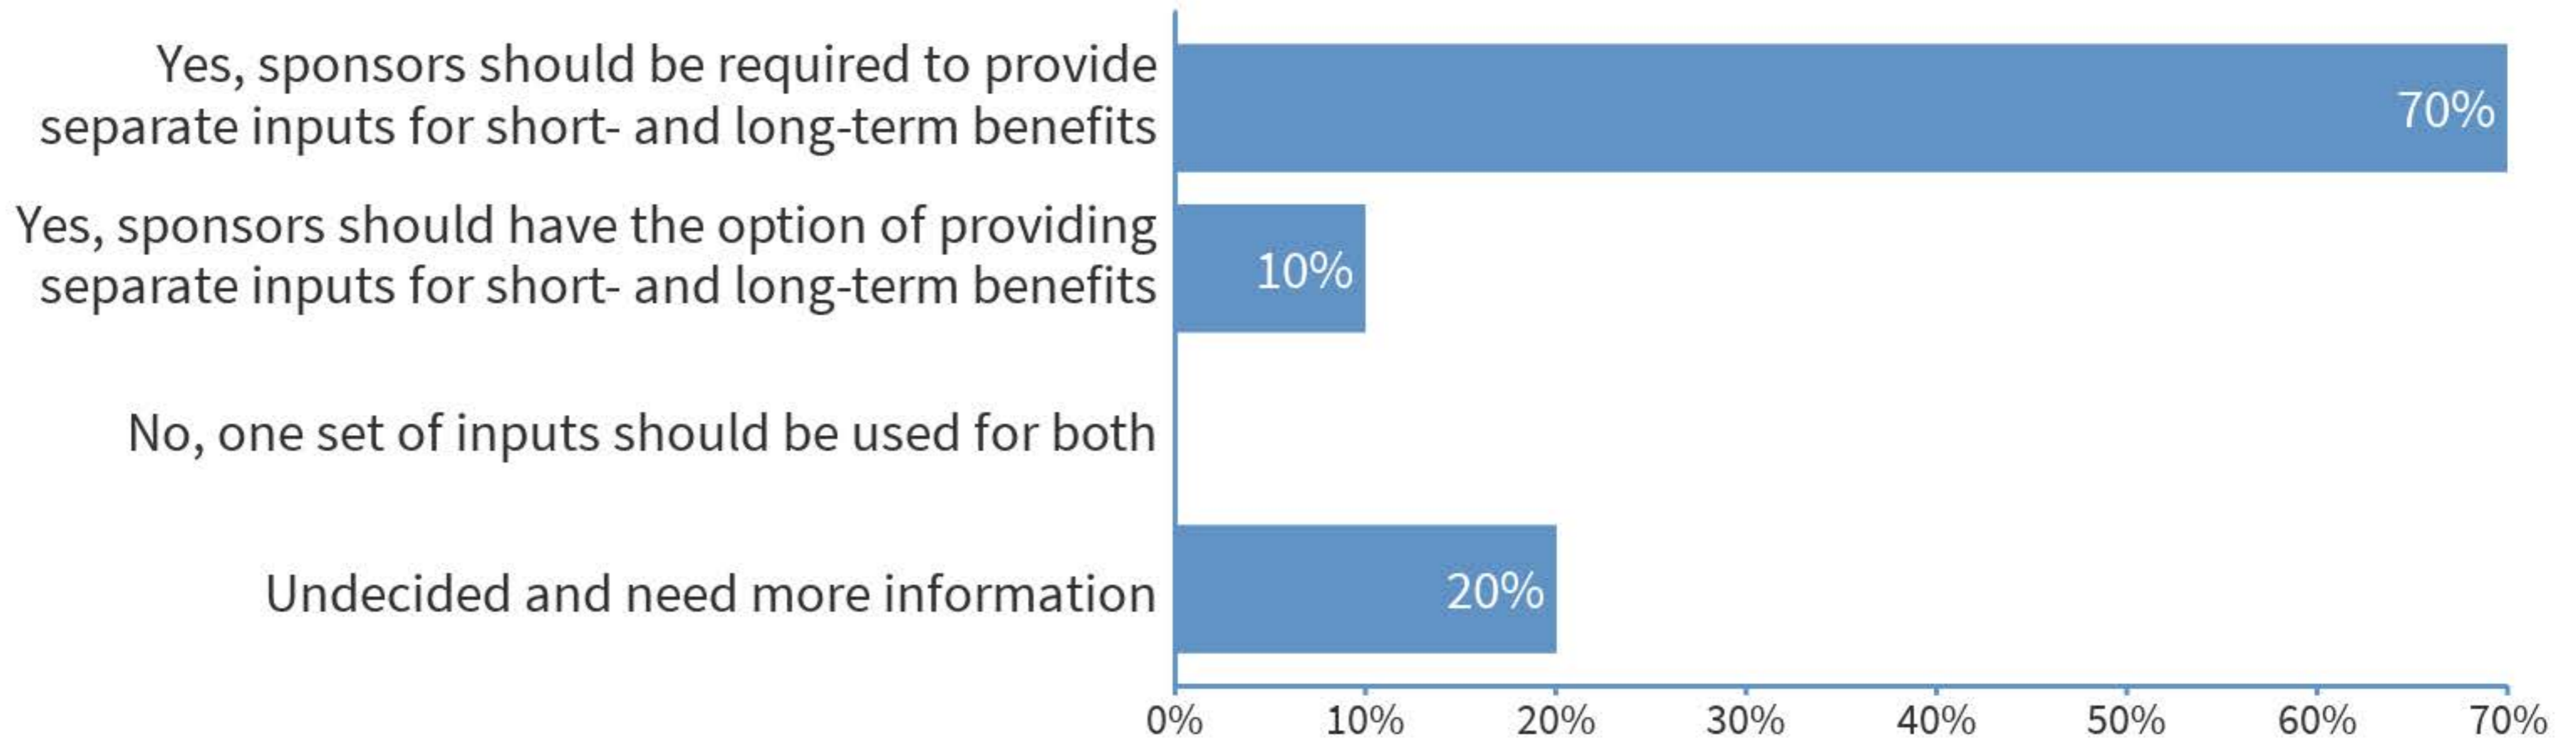 Yes, sponsors should be required to provide
separate inputs for short- and long-term benefits
70%
Yes, sponsors should have the option of providing
separate inputs for short- and long-term benefits
10%
No, one set of inputs should be used for both
Undecided and need more information
20%
0% 10% 20% 30% 40% 50% 60% 70%